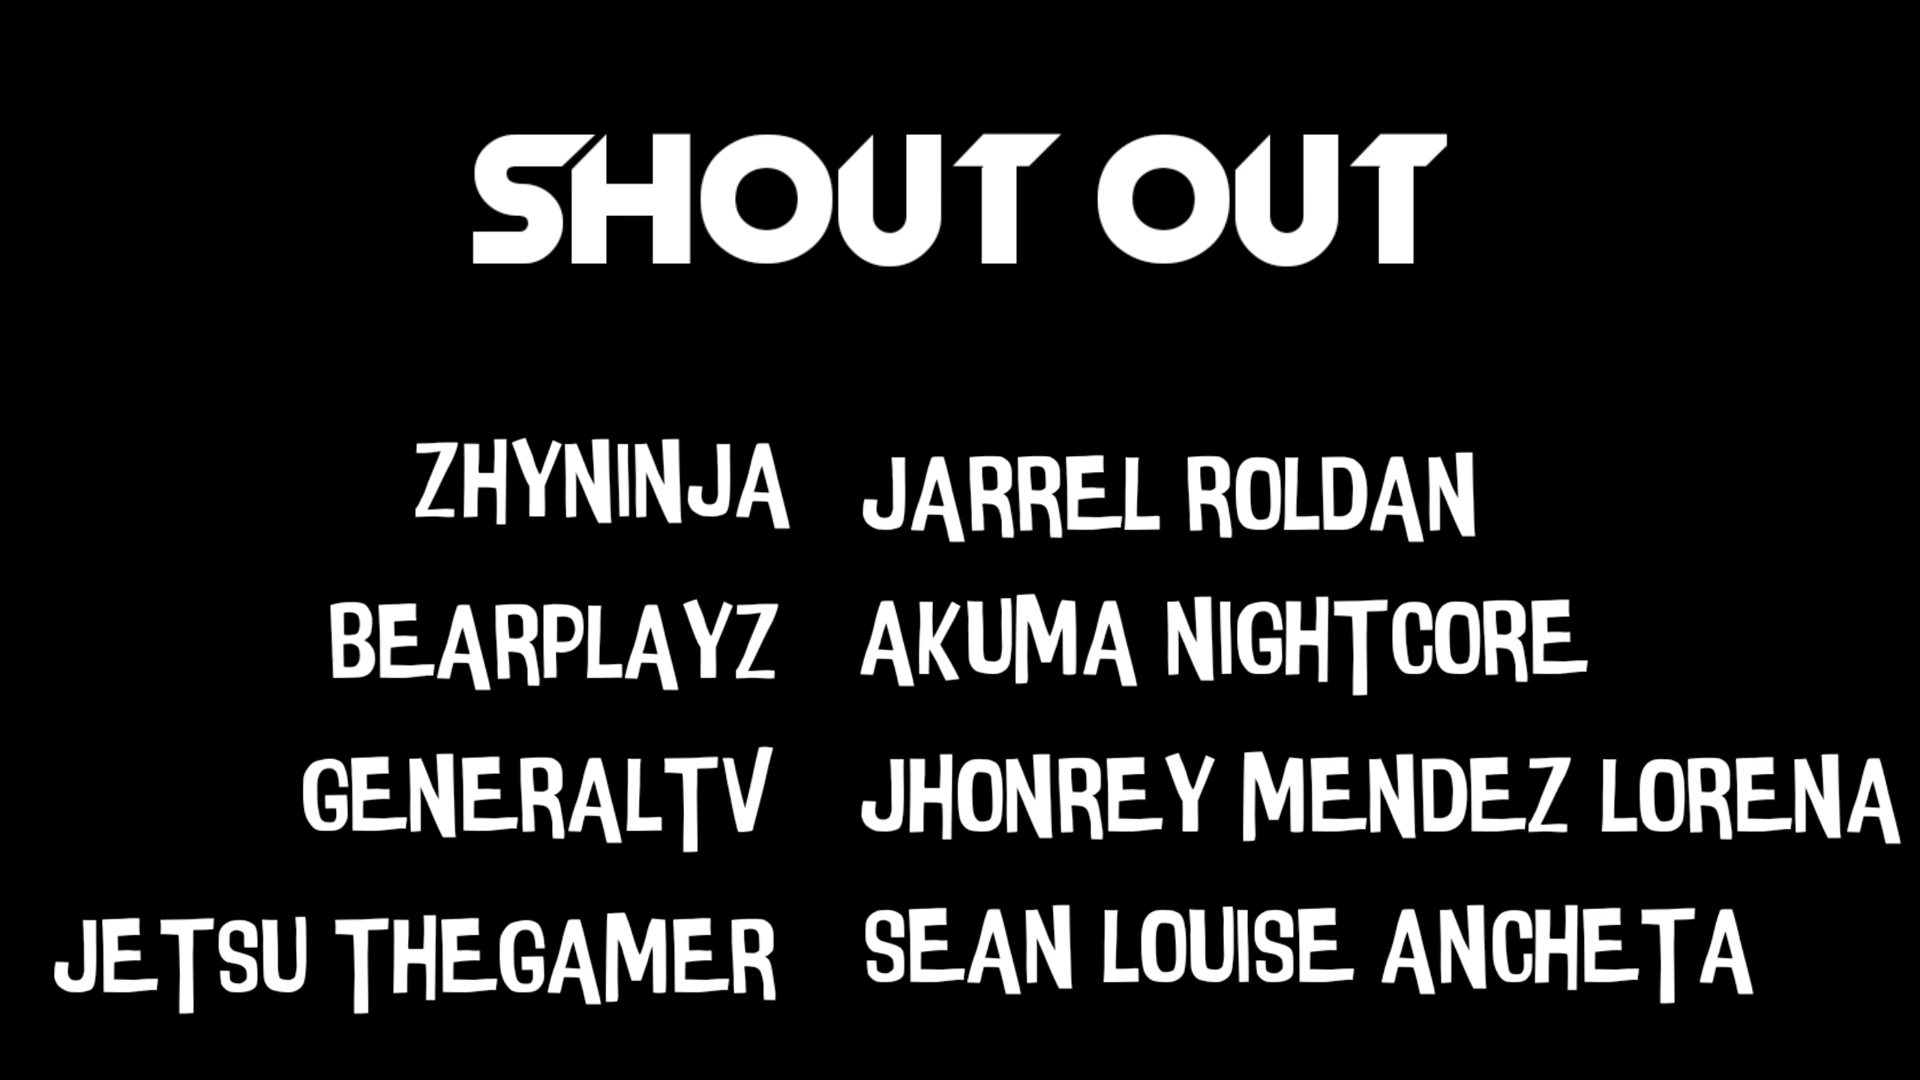 SHOUT OUT
ZHYNINJA
BEARPLAYZ
GENERALTV
JETSU THEGAMER
JARREL ROLDAN
AKUMA NIGHTCORE
JHONREY MENDEZ LORENA
SEAN LOUISE ANCHETA